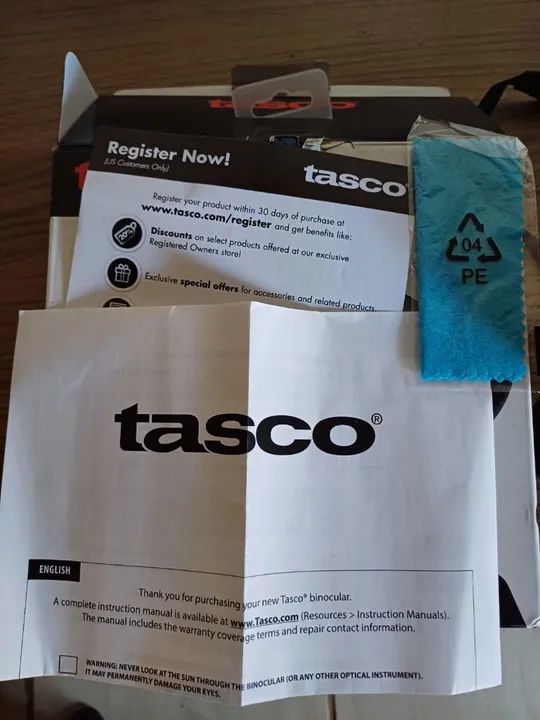 tasco
Register Now!
(US Customers Only)
tasco
Register your product within 30 days of purchase at
www.tasco.com/register and get benefits like:
20%
Discounts on select products offered at our exclusive
Registered Owners store!
Exclusive special offers for accessories and related products
04
PE
tasco®
ENGLISH
Thank you for purchasing your new Tasco® binocular.
A complete instruction manual is available at www.Tasco.com (Resources > Instruction Manuals).
The manual includes the warranty coverage terms and repair contact information.
WARNING: NEVER LOOK AT THE SUN THROUGH THE BINOCULAR (OR ANY OTHER OPTICAL INSTRUMENT).
IT MAY PERMANENTLY DAMAGE YOUR EYES.